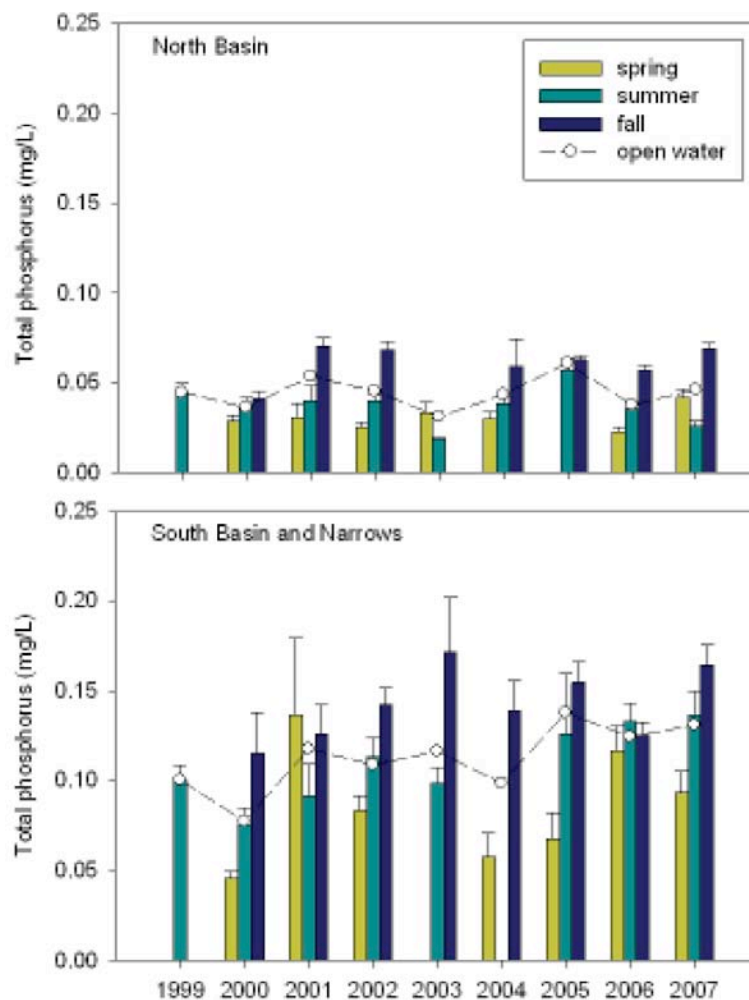 0.25
North Basin
spring
summer
fall
open water
0.20
0.15
0.10
0.05
0.00
Total phosphorus (mg/L)
0.25
South Basin and Narrows
0.20
0.15
0.10
0.05
0.00
Total phosphorus (mg/L)
1999 2000 2001 2002 2003 2004 2005 2006 2007